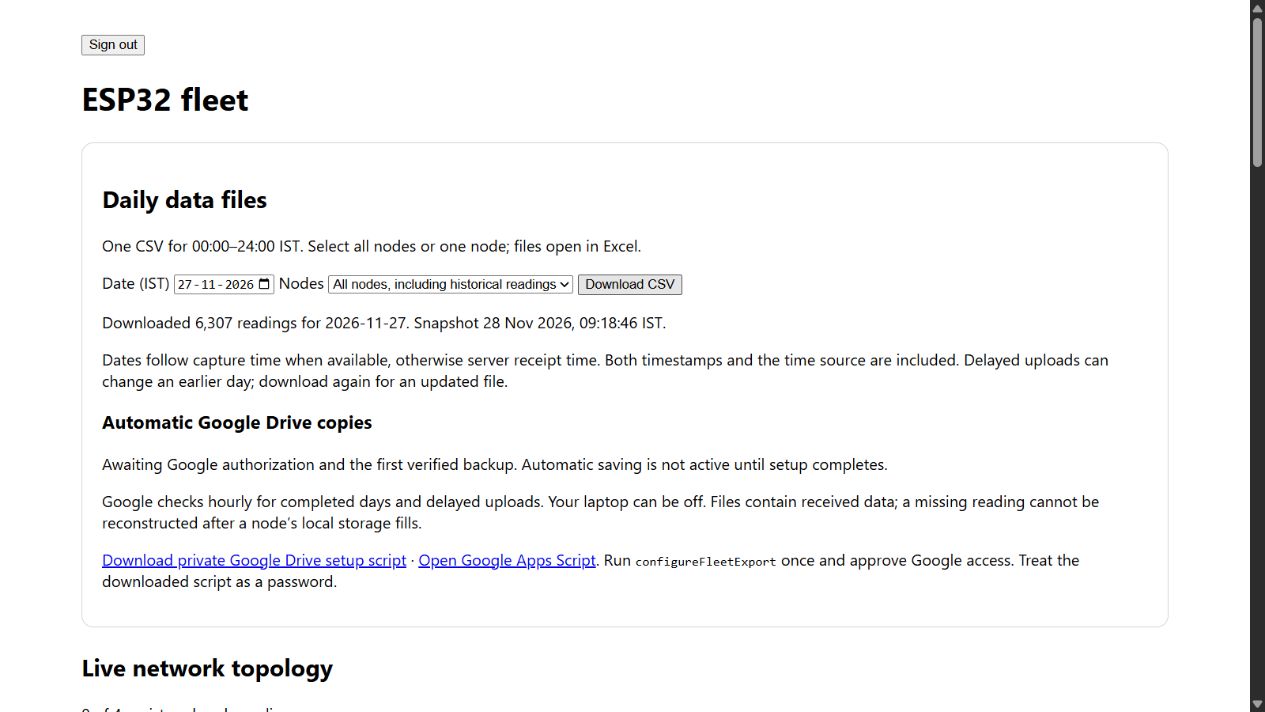 Sign out
ESP32 fleet
Daily data files
One CSV for 00:00–24:00 IST. Select all nodes or one node; files open in Excel.
Date (IST) 27-11-2026 Nodes All nodes, including historical readings Download CSV
Downloaded 6,307 readings for 2026-11-27. Snapshot 28 Nov 2026, 09:18:46 IST.
Dates follow capture time when available, otherwise server receipt time. Both timestamps and the time source are included. Delayed uploads can
change an earlier day; download again for an updated file.
Automatic Google Drive copies
Awaiting Google authorization and the first verified backup. Automatic saving is not active until setup completes.
Google checks hourly for completed days and delayed uploads. Your laptop can be off. Files contain received data; a missing reading cannot be
reconstructed after a node's local storage fills.
Download private Google Drive setup script · Open Google Apps Script. Run configureFleetExport once and approve Google access. Treat the
downloaded script as a password.
Live network topology